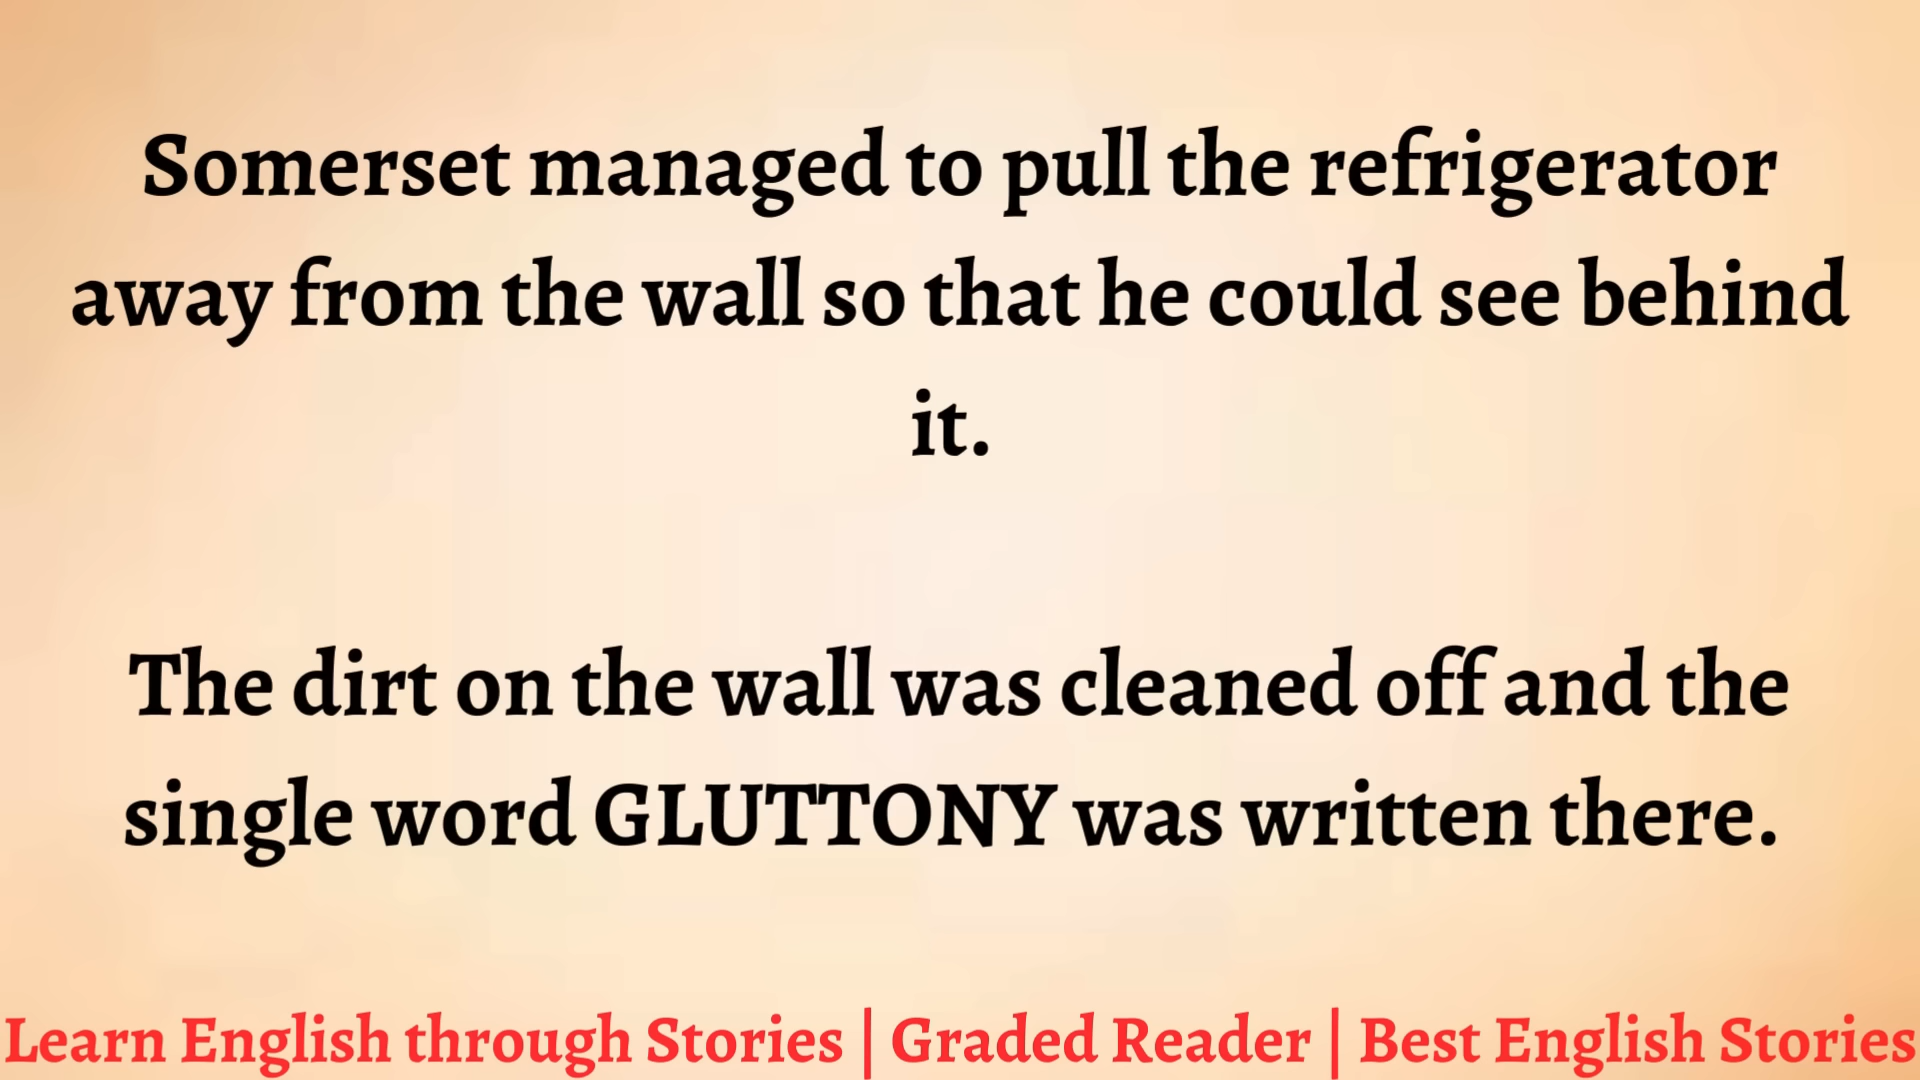 Somerset managed to pull the refrigerator
away from the wall so that he could see behind
it.
The dirt on the wall was cleaned off and the
single word GLUTTONY was written there.
Learn English through Stories | Graded Reader | Best English Stories